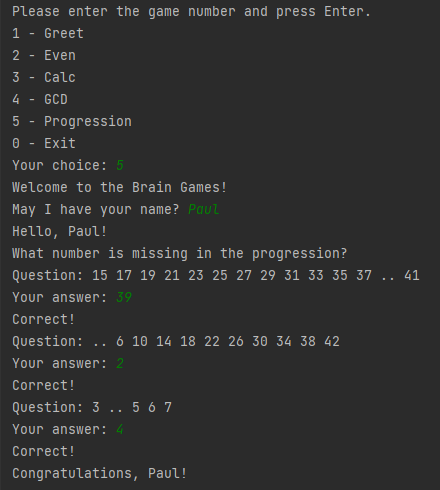 Please enter the game number and press Enter.
1 - Greet
2 - Even
3 - Calc
4 - GCD
5 - Progression
0 - Exit
Your choice: 5
Welcome to the Brain Games!
May I have your name? Paul
Hello, Paul!
What number is missing in the progression?
Question: 15 17 19 21 23 25 27 29 31 33 35 37 .. 41
Your answer: 39
Correct!
Question: .. 6 10 14 18 22 26 30 34 38 42
Your answer: 2
Correct!
Question: 3 .. 5 6 7
Your answer: 4
Correct!
Congratulations, Paul!